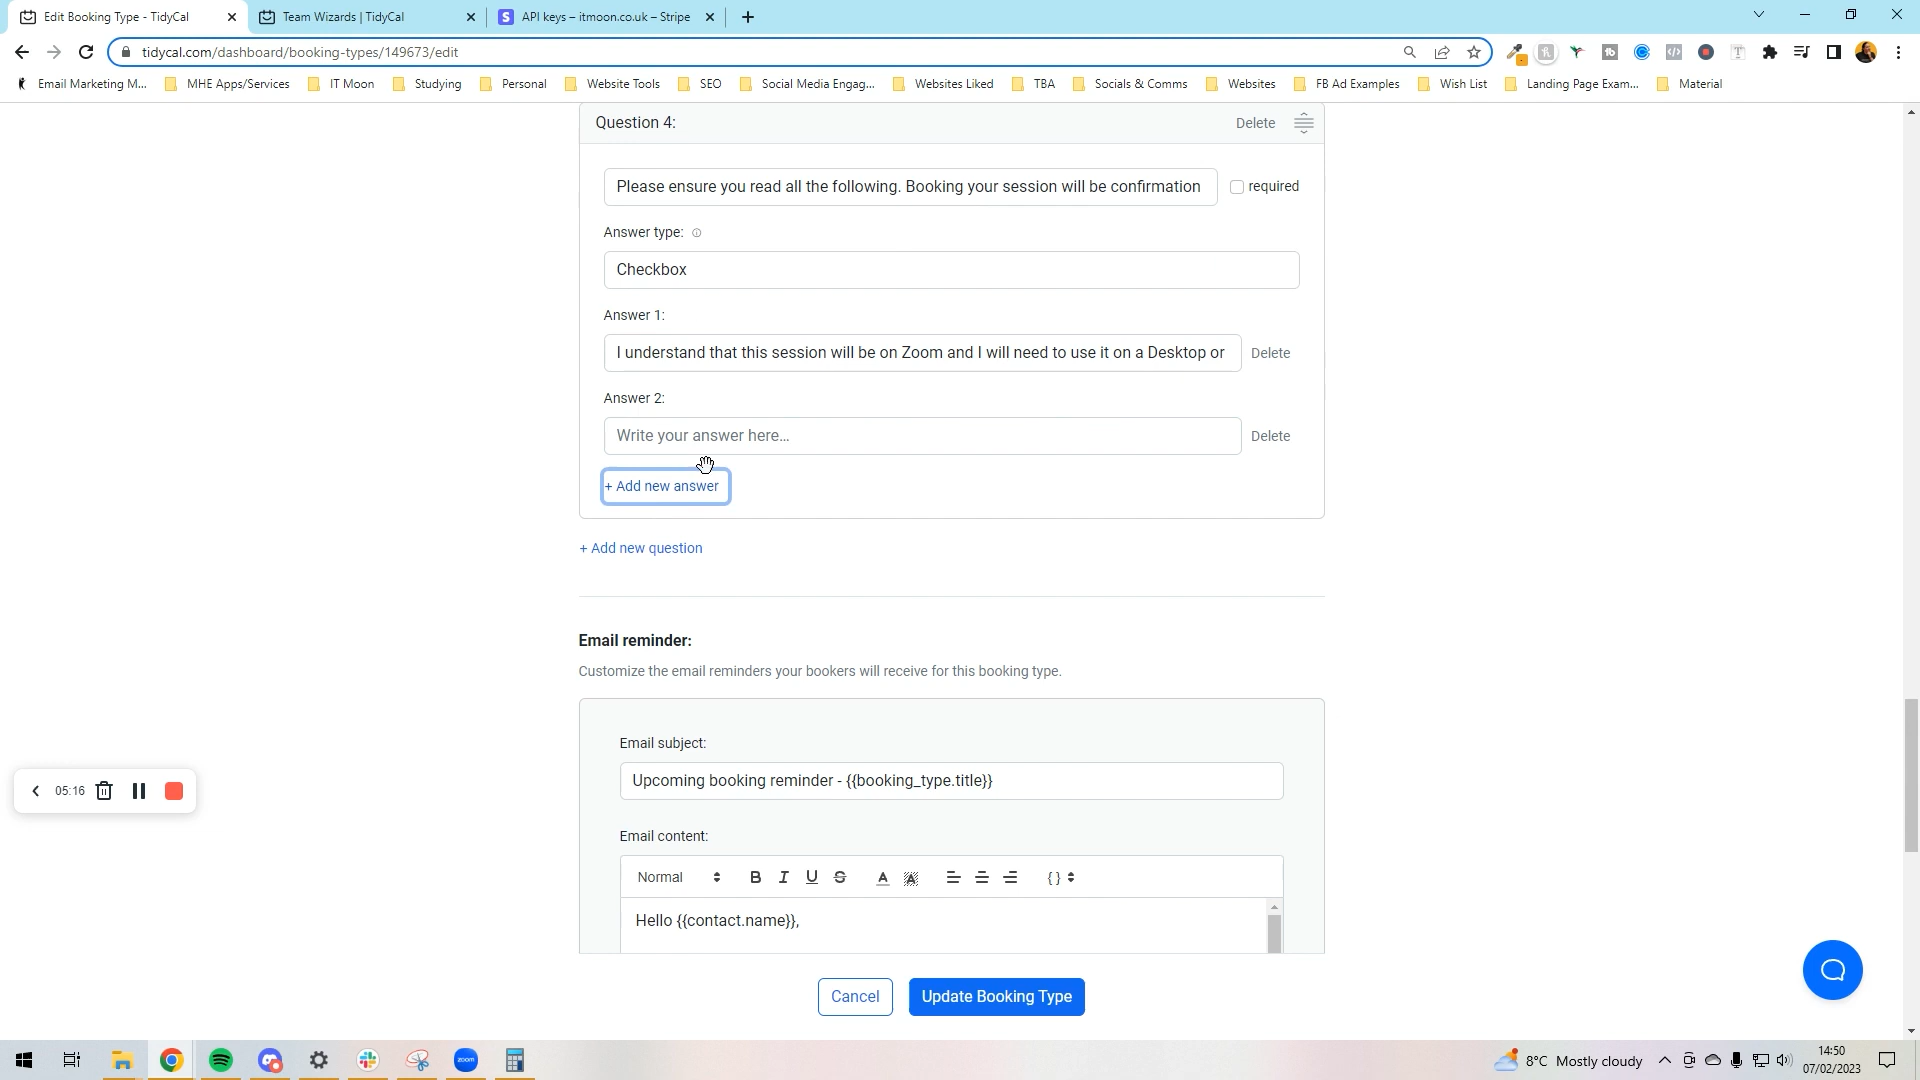 Edit Booking Type - TidyCal
Team Wizards | TidyCal
API keys – itmoon.co.uk – Stripe
tidycal.com/dashboard/booking-types/149673/edit
Email Marketing M...
MHE Apps/Services
IT Moon
Studying
Personal
Website Tools
SEO
Social Media Engag...
Websites Liked
TBA
Socials & Comms
Websites
FB Ad Examples
Wish List
Landing Page Exam...
Material
Question 4:
Delete
Please ensure you read all the following. Booking your session will be confirmation
required
Answer type:
Checkbox
Answer 1:
I understand that this session will be on Zoom and I will need to use it on a Desktop or
Delete
Answer 2:
Write your answer here...
Delete
+ Add new answer
+ Add new question
Email reminder:
Customize the email reminders your bookers will receive for this booking type.
Email subject:
Upcoming booking reminder - {{booking_type.title}}
05:16
Email content:
Normal
B I U S A
{ }
Hello {{contact.name}},
Cancel
Update Booking Type
zoom
8°C Mostly cloudy
14:50
07/02/2023